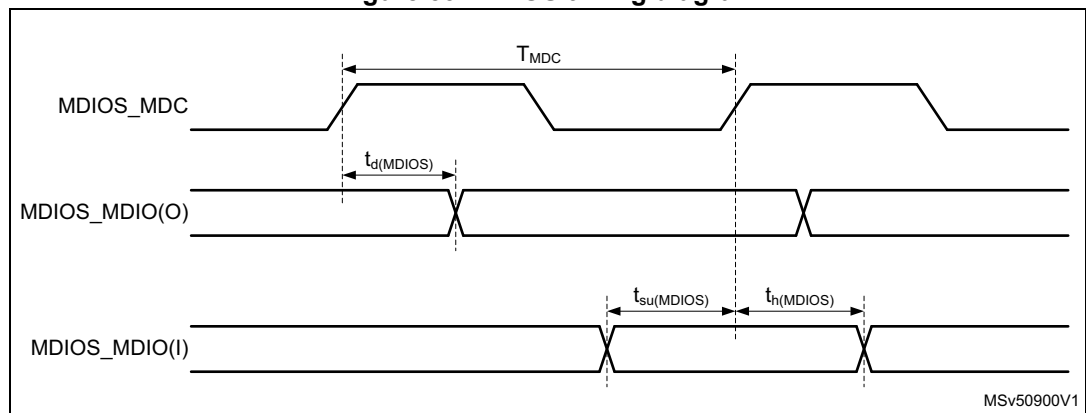 T_MDC
MDIOS_MDC
t_d(MDIOS)
MDIOS_MDIO(O)
t_su(MDIOS) t_h(MDIOS)
MDIOS_MDIO(I)
MSv50900V1